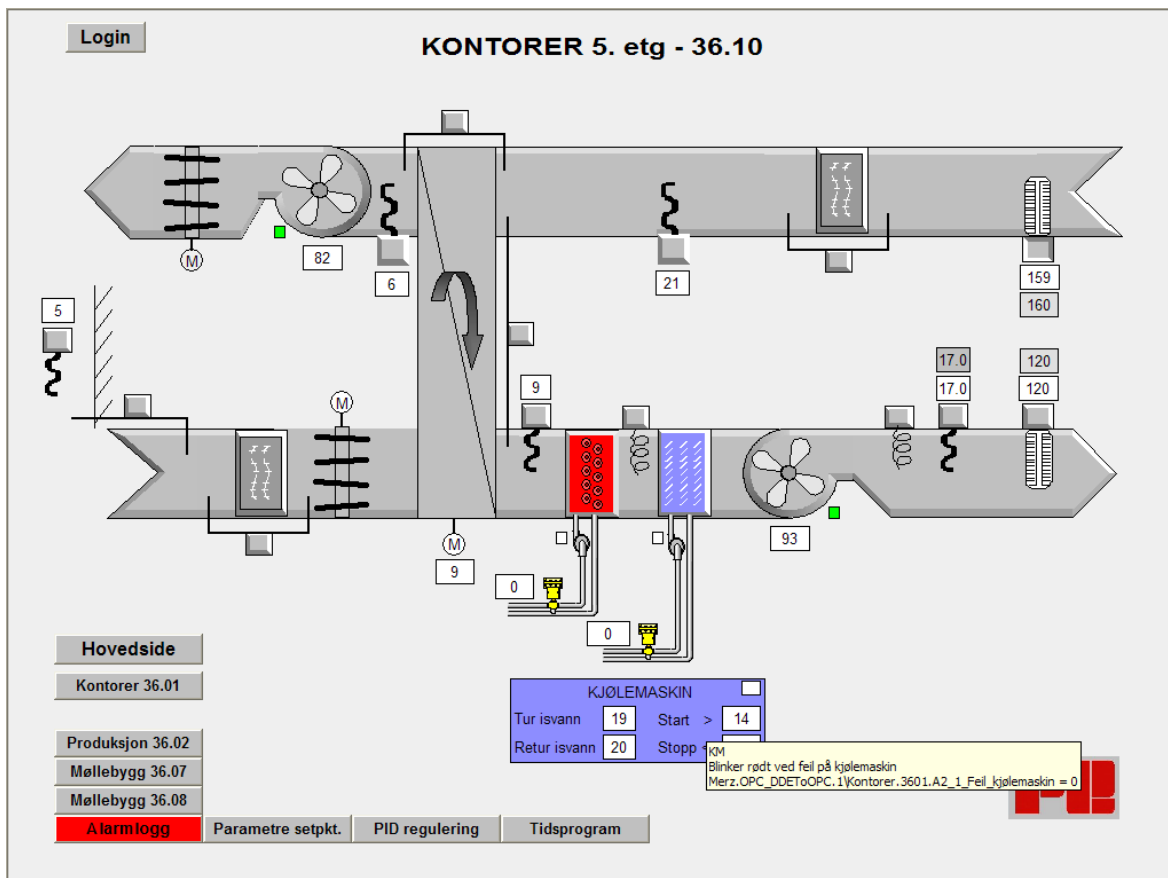 Login
KONTORER 5. etg - 36.10
M
82
6
21
159
160
5
M
9
17.0
17.0
120
120
M
9
93
0
0
Hovedside
Kontorer 36.01
Produksjon 36.02
Møllebygg 36.07
Møllebygg 36.08
Alarmlogg
Parametre setpkt.
PID regulering
Tidsprogram
KJØLEMASKIN
Tur isvann 19 Start > 14
Retur isvann 20 Stopp <
KM
Blinker rødt ved feil på kjølemaskin
Merz.OPC_DDEToOPC.1\Kontorer.3601.A2_1_Feil_kjølemaskin = 0